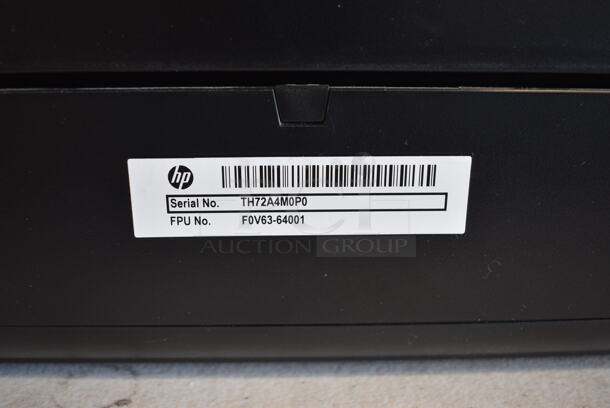 hp
Serial No. TH72A4M0P0
FPU No. F0V63-64001
AUCTION GROUP